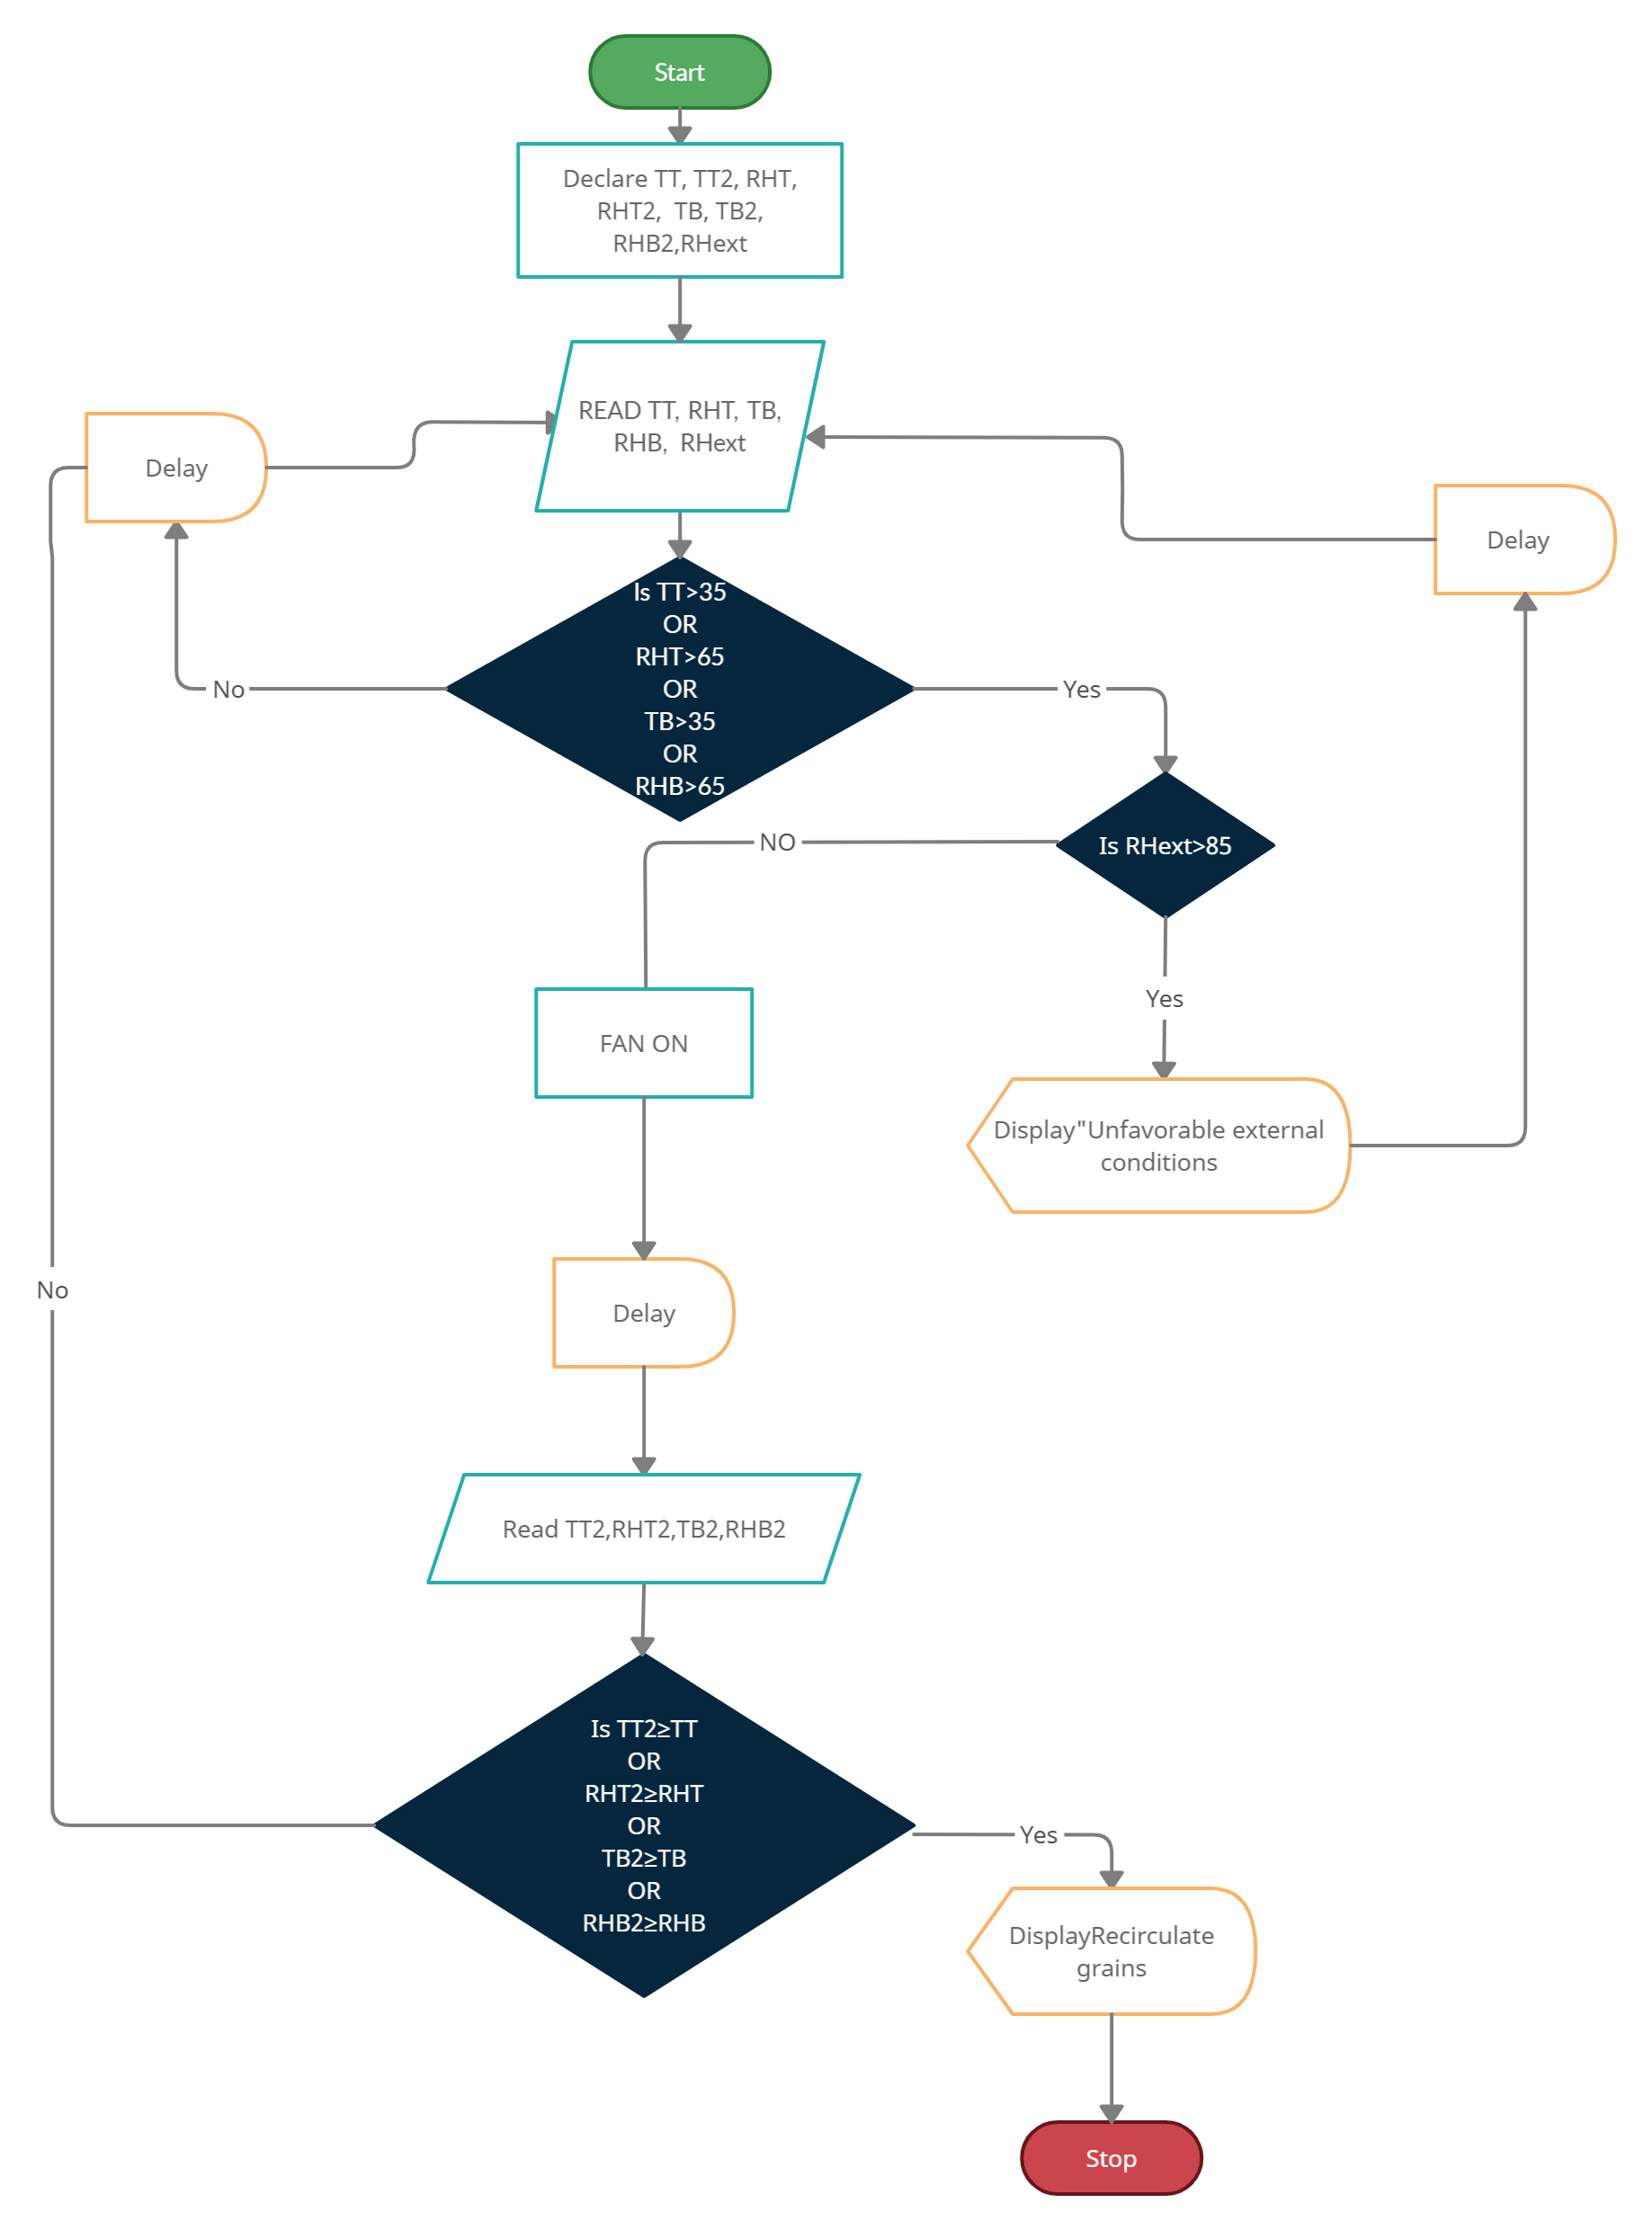 Start
Declare TT, TT2, RHT,
RHT2,  TB, TB2,
RHB2,RHext
READ TT, RHT, TB,
RHB,  RHext
Delay
Delay
Is TT>35
OR
RHT>65
OR
TB>35
OR
RHB>65
No
Yes
NO
Is RHext>85
Yes
FAN ON
Display"Unfavorable external
conditions
No
Delay
Read TT2,RHT2,TB2,RHB2
Is TT2≥TT
OR
RHT2≥RHT
OR
TB2≥TB
OR
RHB2≥RHB
Yes
DisplayRecirculate
grains
Stop